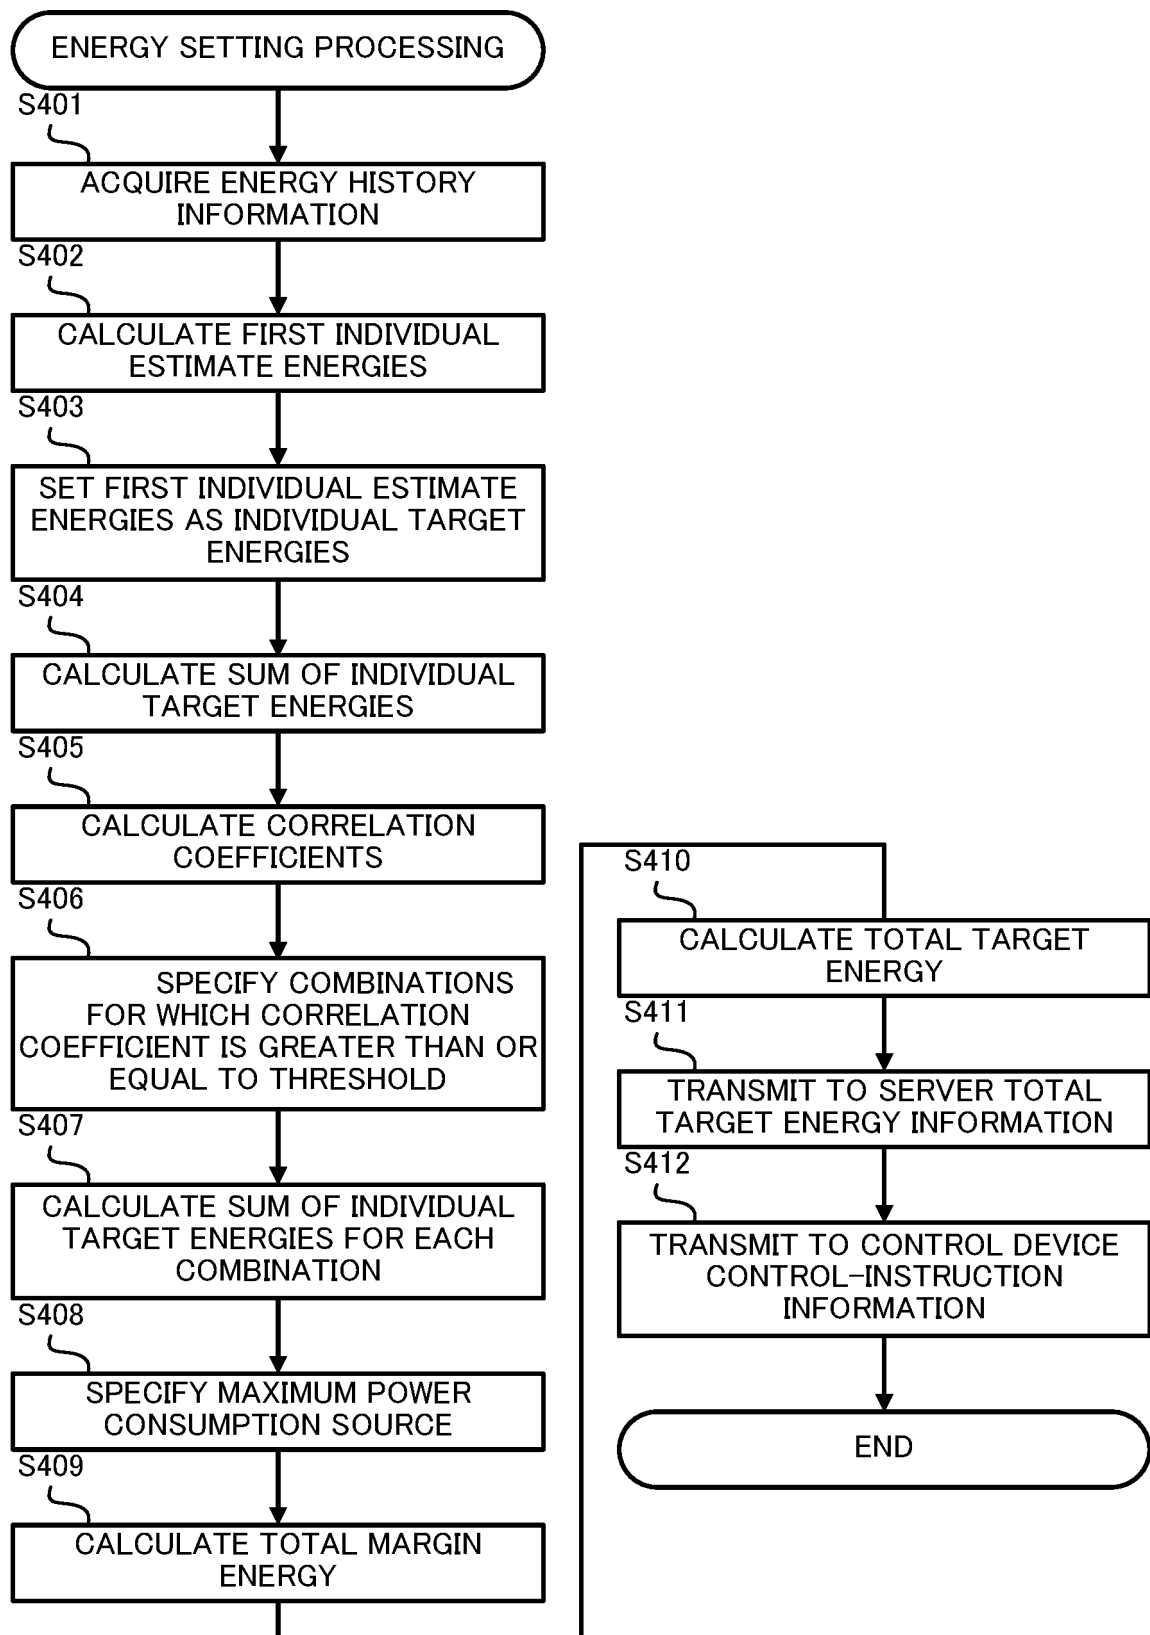 ENERGY SETTING PROCESSING
S401
ACQUIRE ENERGY HISTORY
INFORMATION
S402
CALCULATE FIRST INDIVIDUAL
ESTIMATE ENERGIES
S403
SET FIRST INDIVIDUAL ESTIMATE
ENERGIES AS INDIVIDUAL TARGET
ENERGIES
S404
CALCULATE SUM OF INDIVIDUAL
TARGET ENERGIES
S405
CALCULATE CORRELATION
COEFFICIENTS
S406
SPECIFY COMBINATIONS
FOR WHICH CORRELATION
COEFFICIENT IS GREATER THAN OR
EQUAL TO THRESHOLD
S407
CALCULATE SUM OF INDIVIDUAL
TARGET ENERGIES FOR EACH
COMBINATION
S408
SPECIFY MAXIMUM POWER
CONSUMPTION SOURCE
S409
CALCULATE TOTAL MARGIN
ENERGY
S410
CALCULATE TOTAL TARGET
ENERGY
S411
TRANSMIT TO SERVER TOTAL
TARGET ENERGY INFORMATION
S412
TRANSMIT TO CONTROL DEVICE
CONTROL-INSTRUCTION
INFORMATION
END